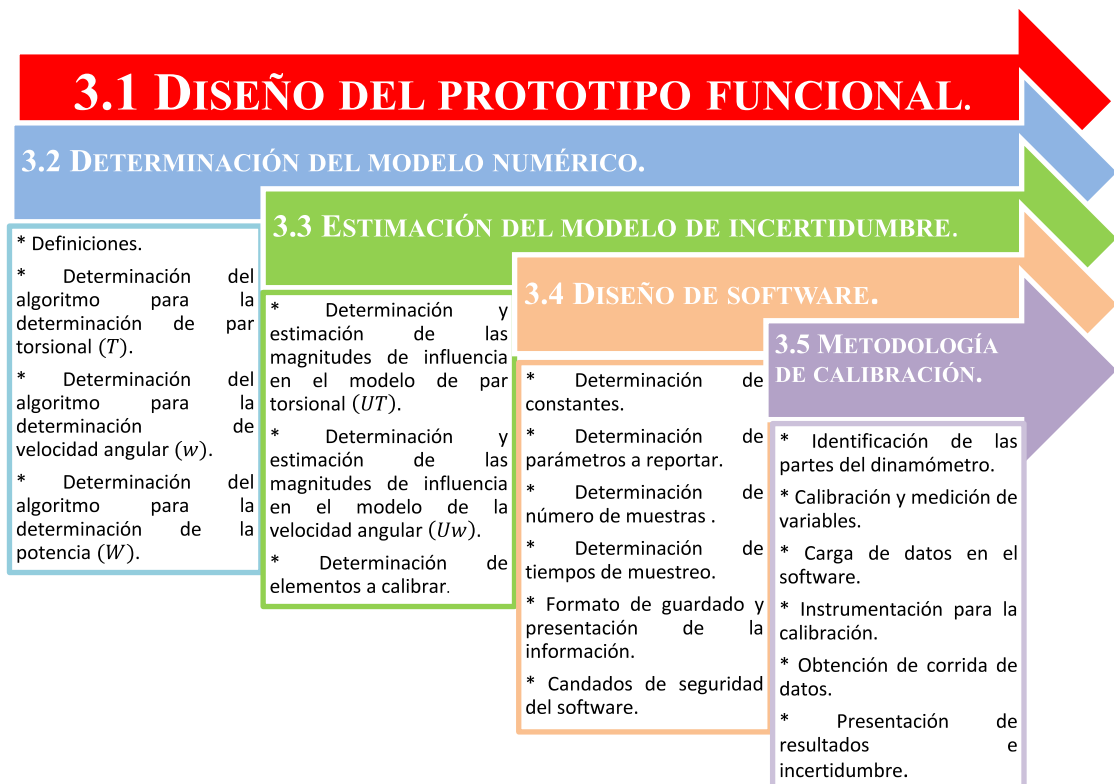 3.1 DISEÑO DEL PROTOTIPO FUNCIONAL.
3.2 DETERMINACIÓN DEL MODELO NUMÉRICO.
* Definiciones.
* Determinación del
algoritmo para la
determinación de par
torsional (T).
* Determinación del
algoritmo para la
determinación de
velocidad angular (w).
* Determinación del
algoritmo para la
determinación de la
potencia (W).
3.3 ESTIMACIÓN DEL MODELO DE INCERTIDUMBRE.
* Determinación y
estimación de las
magnitudes de influencia
en el modelo de par
torsional (UT).
* Determinación y
estimación de las
magnitudes de influencia
en el modelo de la
velocidad angular (Uw).
* Determinación de
elementos a calibrar.
3.4 DISEÑO DE SOFTWARE.
* Determinación de
constantes.
* Determinación de
parámetros a reportar.
* Determinación de
número de muestras .
* Determinación de
tiempos de muestreo.
* Formato de guardado y
presentación de la
información.
* Candados de seguridad
del software.
3.5 METODOLOGÍA
DE CALIBRACIÓN.
* Identificación de las
partes del dinamómetro.
* Calibración y medición de
variables.
* Carga de datos en el
software.
* Instrumentación para la
calibración.
* Obtención de corrida de
datos.
* Presentación de
resultados e
incertidumbre.